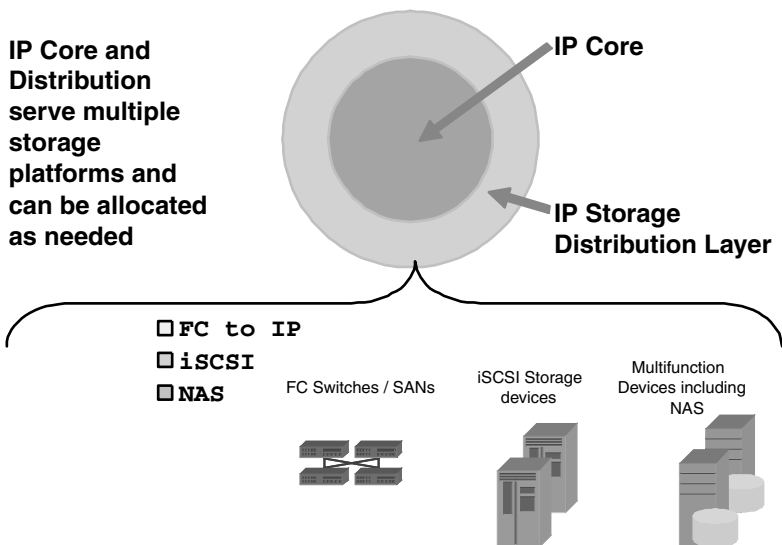 IP Core and
Distribution
serve multiple
storage
platforms and
can be allocated
as needed
IP Core
IP Storage
Distribution Layer
FC to IP
iSCSI
NAS
FC Switches / SANs
iSCSI Storage
devices
Multifunction
Devices including
NAS